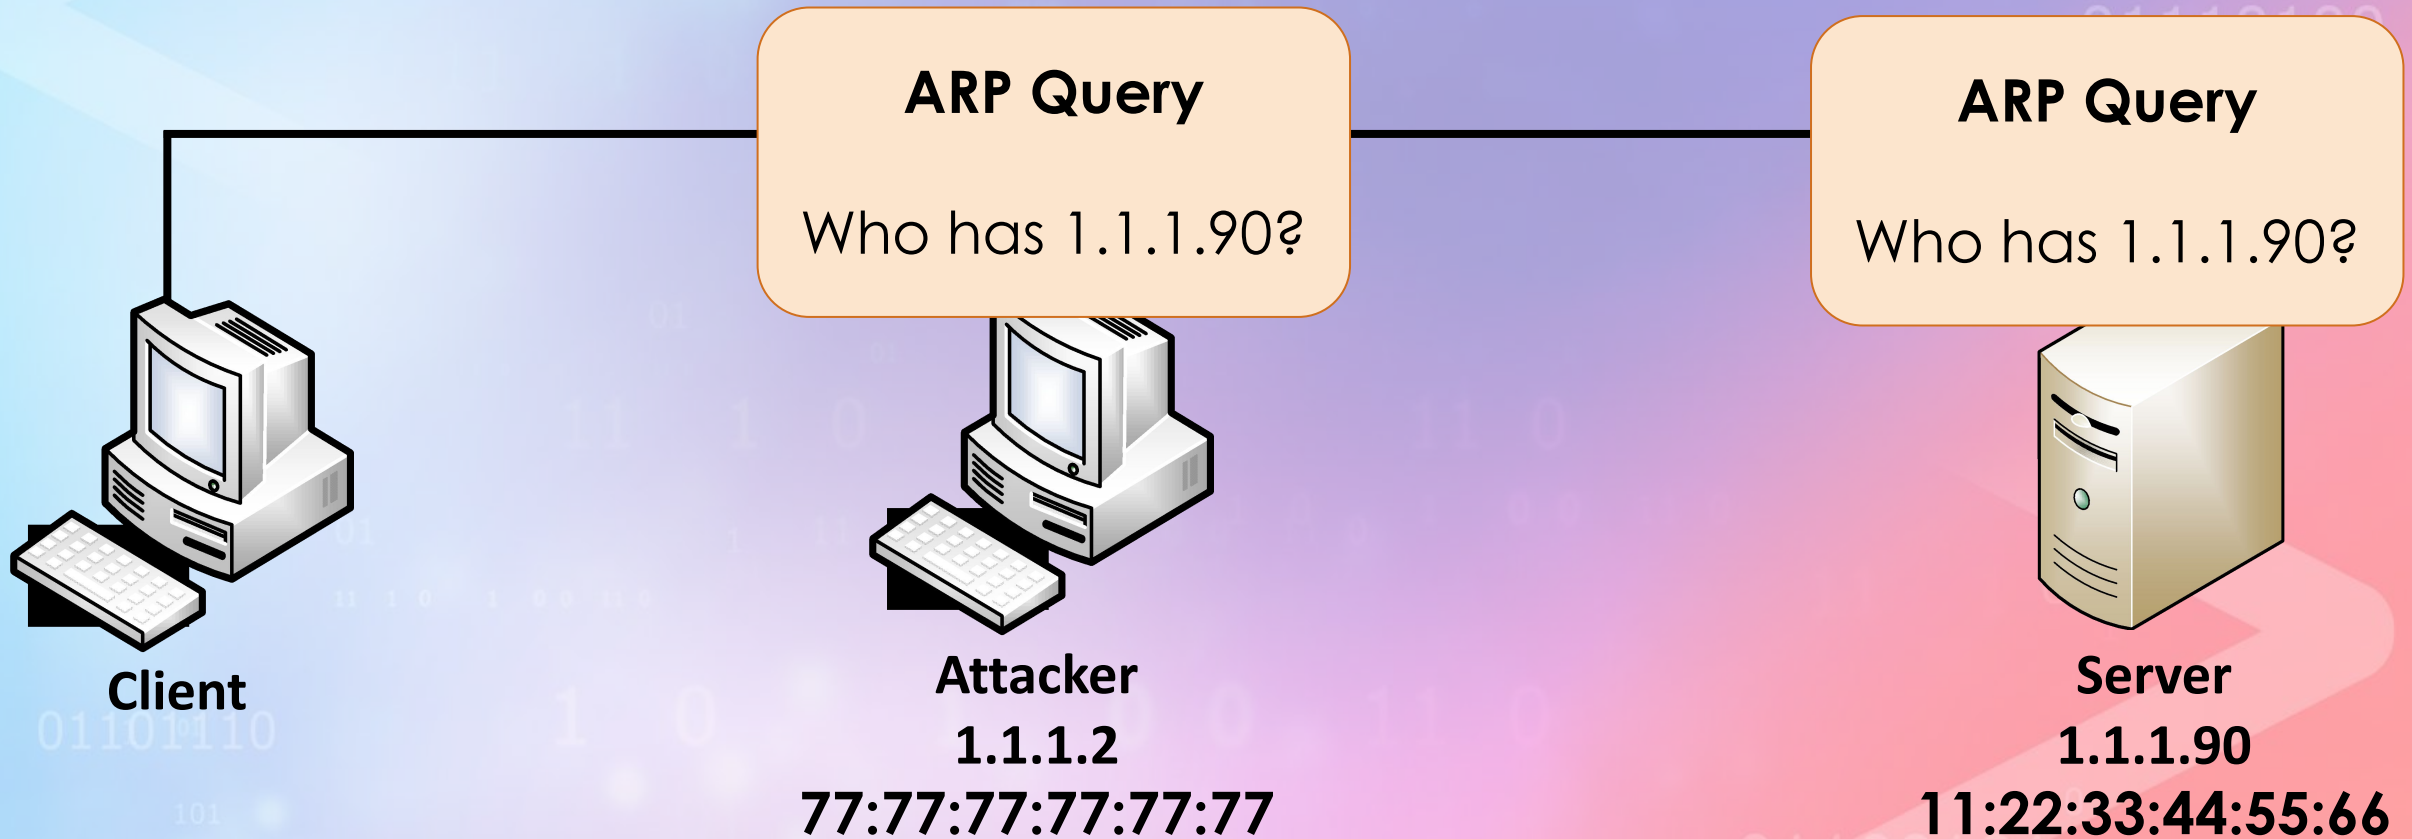 ARP Query
Who has 1.1.1.90?
ARP Query
Who has 1.1.1.90?
Client
Attacker
1.1.1.2
77:77:77:77:77:77
Server
1.1.1.90
11:22:33:44:55:66
01101110
101